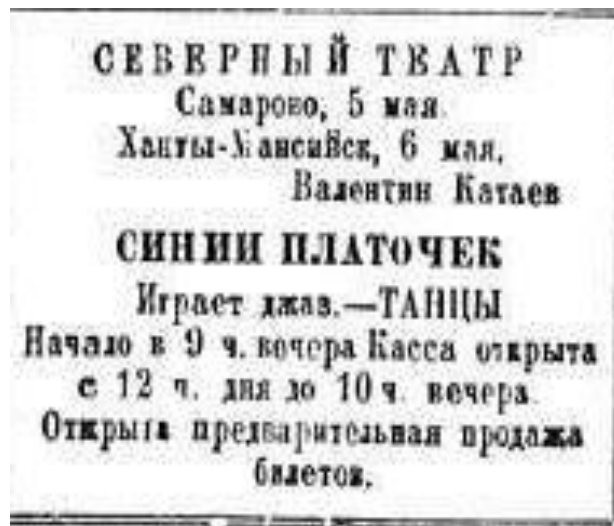 СЕВЕРНЫЙ ТЕАТР
Самарово, 5 мая.
Ханты-Мансийск, 6 мая.
Валентин Катаев
СИНИЙ ПЛАТОЧЕК
Играет джаз.—ТАНЦЫ
Начало в 9 ч. вечера Касса открыта
с 12 ч. дня до 10 ч. вечера.
Открыта предварительная продажа
билетов.